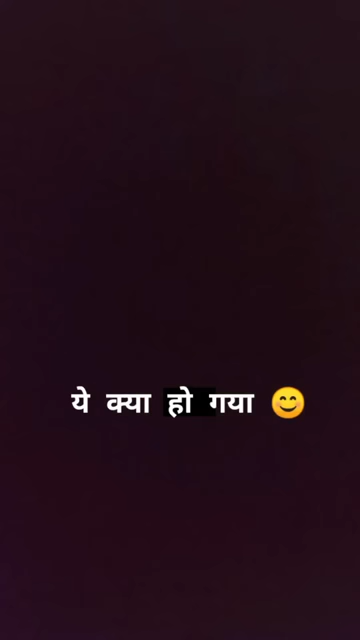 ये क्या हो गया 😊